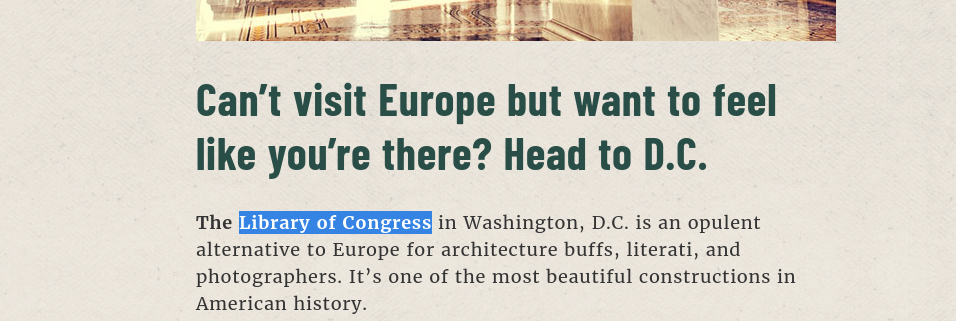 Can’t visit Europe but want to feel
like you’re there? Head to D.C.
The Library of Congress in Washington, D.C. is an opulent
alternative to Europe for architecture buffs, literati, and
photographers. It’s one of the most beautiful constructions in
American history.